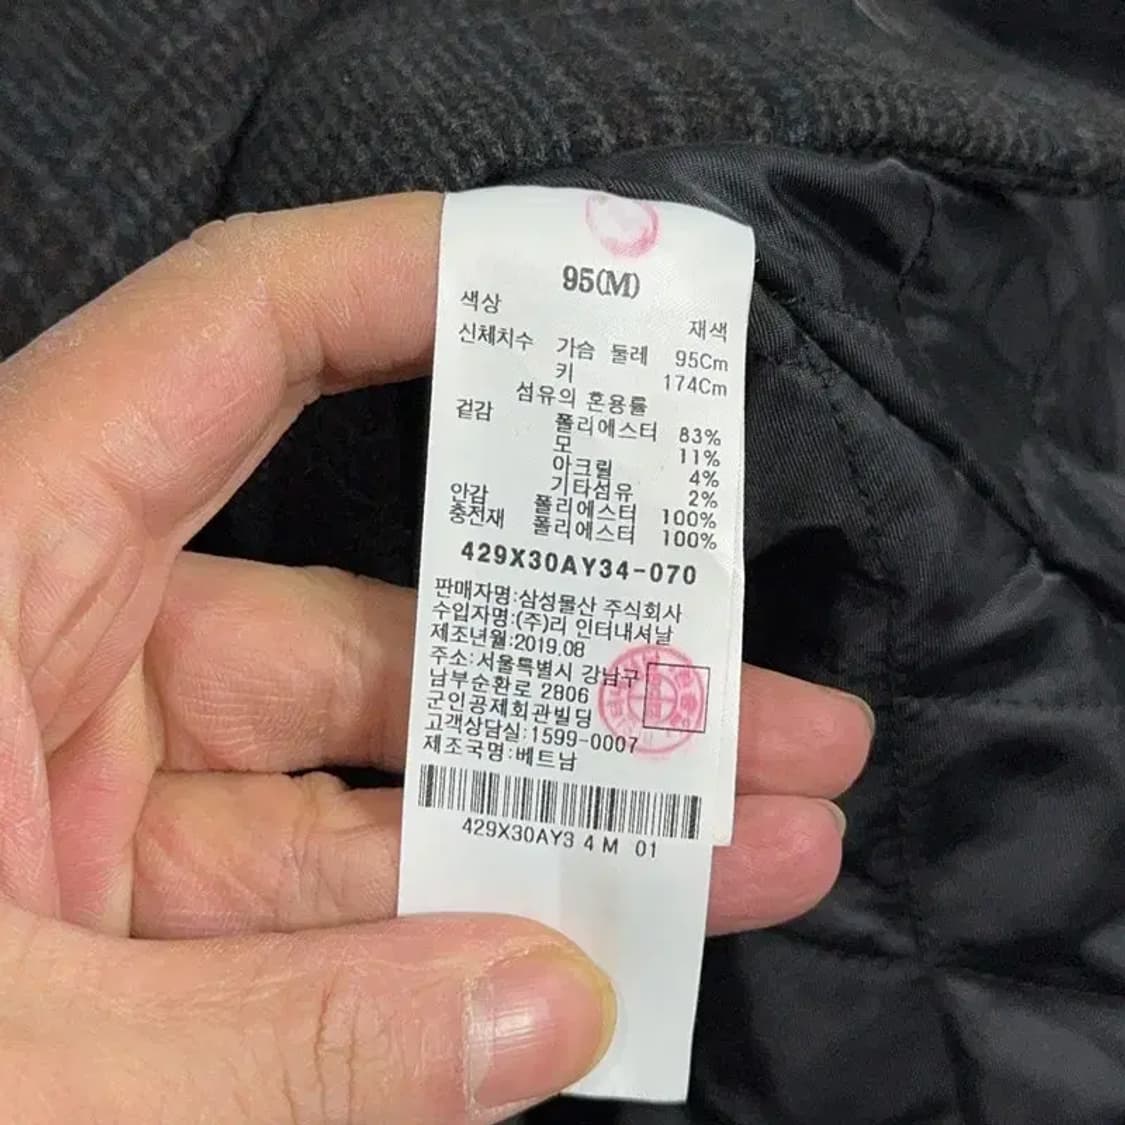 95(M)
색상 재색
신체치수 가슴 둘레 95Cm
키 174Cm
섬유의 혼용률
겉감 폴리에스터 83%
모 11%
아크릴 4%
기타섬유 2%
안감 폴리에스터 100%
충전재 폴리에스터 100%
429X30AY34-070
판매자명:삼성물산 주식회사
수입자명:(주)리 인터내셔날
제조년월:2019.08
주소:서울특별시 강남구
남부순환로 2806
군인공제회관빌딩
고객상담실:1599-0007
제조국명:베트남
429X30AY3 4 M 01